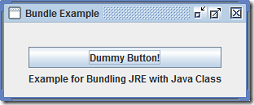 Bundle Example
Dummy Button!
Example for Bundling JRE with Java Class